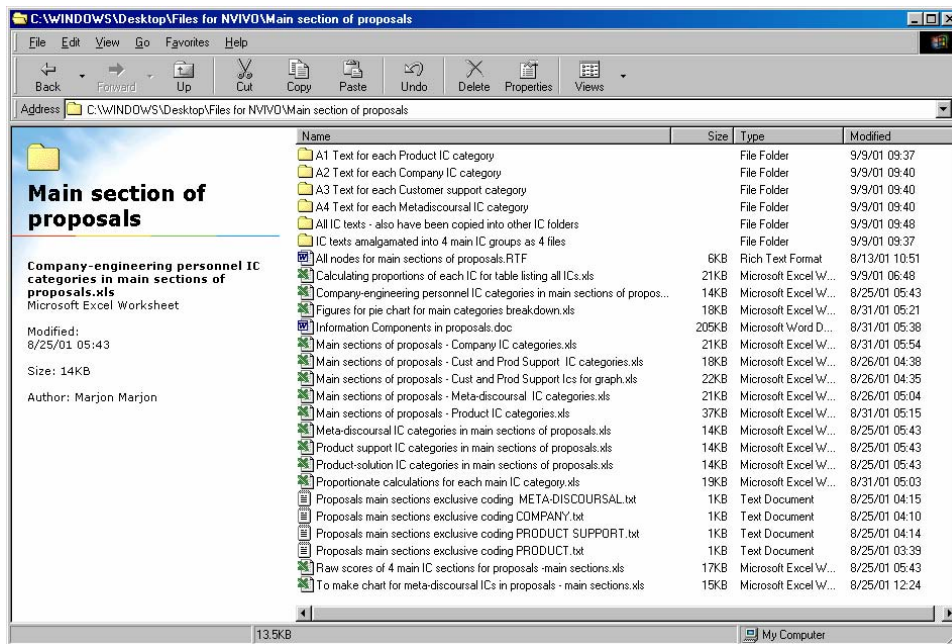 C:\WINDOWS\Desktop\Files for NVIVO\Main section of proposals
File Edit View Go Favorites Help
Back Forward Up Cut Copy Paste Undo Delete Properties Views
Address C:\WINDOWS\Desktop\Files for NVIVO\Main section of proposals
Main section of
proposals
Company-engineering personnel IC
categories in main sections of
proposals.xls
Microsoft Excel Worksheet
Modified:
8/25/01 05:43
Size: 14KB
Author: Marjon Marjon
Name Size Type Modified
A1 Text for each Product IC category File Folder 9/9/01 09:37
A2 Text for each Company IC category File Folder 9/9/01 09:40
A3 Text for each Customer support category File Folder 9/9/01 09:40
A4 Text for each Metadiscoursal IC category File Folder 9/9/01 09:40
All IC texts - also have been copied into other IC folders File Folder 9/9/01 09:48
IC texts amalgamated into 4 main IC groups as 4 files File Folder 9/9/01 09:37
All nodes for main sections of proposals.RTF 6KB Rich Text Format 8/13/01 10:51
Calculating proportions of each IC for table listing all ICs.xls 21KB Microsoft Excel W... 9/9/01 06:48
Company-engineering personnel IC categories in main sections of propos... 14KB Microsoft Excel W... 8/25/01 05:43
Figures for pie chart for main categories breakdown.xls 18KB Microsoft Excel W... 8/31/01 05:21
Information Components in proposals.doc 205KB Microsoft Word D... 8/31/01 05:38
Main sections of proposals - Company IC categories.xls 21KB Microsoft Excel W... 8/31/01 05:54
Main sections of proposals - Cust and Prod Support IC categories.xls 18KB Microsoft Excel W... 8/26/01 04:38
Main sections of proposals - Cust and Prod Support Ics for graph.xls 22KB Microsoft Excel W... 8/26/01 04:35
Main sections of proposals - Meta-discoursal IC categories.xls 21KB Microsoft Excel W... 8/26/01 05:04
Main sections of proposals - Product IC categories.xls 37KB Microsoft Excel W... 8/31/01 05:15
Meta-discoursal IC categories in main sections of proposals.xls 14KB Microsoft Excel W... 8/25/01 05:43
Product support IC categories in main sections of proposals.xls 14KB Microsoft Excel W... 8/25/01 05:43
Product-solution IC categories in main sections of proposals.xls 14KB Microsoft Excel W... 8/25/01 05:43
Proportionate calculations for each main IC category.xls 19KB Microsoft Excel W... 8/31/01 05:03
Proposals main sections exclusive coding META-DISCOURSAL.txt 1KB Text Document 8/25/01 04:15
Proposals main sections exclusive coding COMPANY.txt 1KB Text Document 8/25/01 04:10
Proposals main sections exclusive coding PRODUCT SUPPORT.txt 1KB Text Document 8/25/01 04:14
Proposals main sections exclusive coding PRODUCT.txt 1KB Text Document 8/25/01 03:39
Raw scores of 4 main IC sections for proposals -main sections.xls 17KB Microsoft Excel W... 8/25/01 05:43
To make chart for meta-discoursal ICs in proposals - main sections.xls 15KB Microsoft Excel W... 8/25/01 12:24
13.5KB My Computer